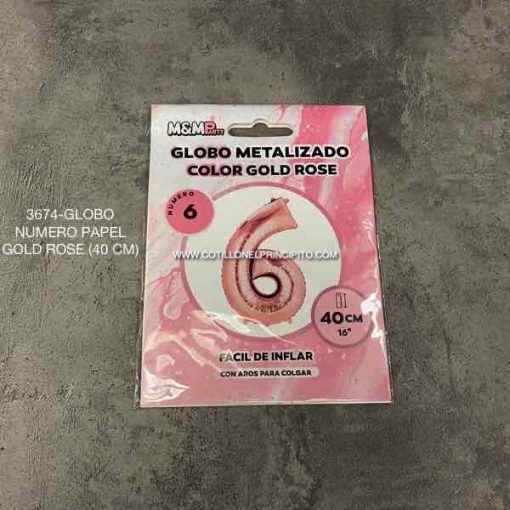 3674-GLOBO
NUMERO PAPEL
GOLD ROSE (40 CM)
M&MPARTY
GLOBO METALIZADO
COLOR GOLD ROSE
NUMERO
6
WWW.COTILLONELPRINCIPITO.COM
40CM
16"
FACIL DE INFLAR
CON AROS PARA COLGAR